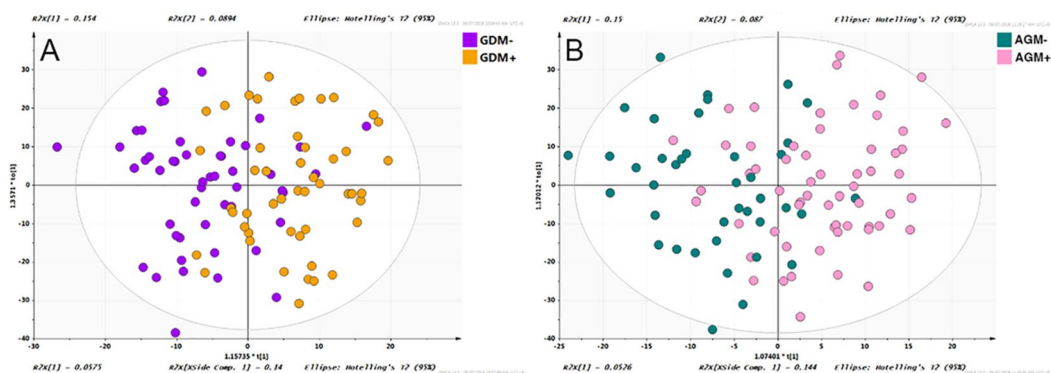 R2X[1] - 0.154 R2X[2] - 0.0894 Ellipse: Hotelling's T2 (95%)
A
GDM-
GDM+
30
20
10
0
-10
-20
-30
-40
-30 -20 -10 0 10 20 30
1.15735 * t[1]
R2X[1] - 0.0575 R2X[XSide Comp. 1] - 0.14 Ellipse: Hotelling's T2 (95%)
R2X[1] - 0.15 R2X[2] - 0.087 Ellipse: Hotelling's T2 (95%)
B
AGM-
AGM+
1.17012 * to[1]
30
20
10
0
-10
-20
-30
-40
-25 -20 -15 -10 -5 0 5 10 15 20 25
1.07401 * t[1]
R2X[1] - 0.0526 R2X[XSide Comp. 1] - 0.144 Ellipse: Hotelling's T2 (95%)